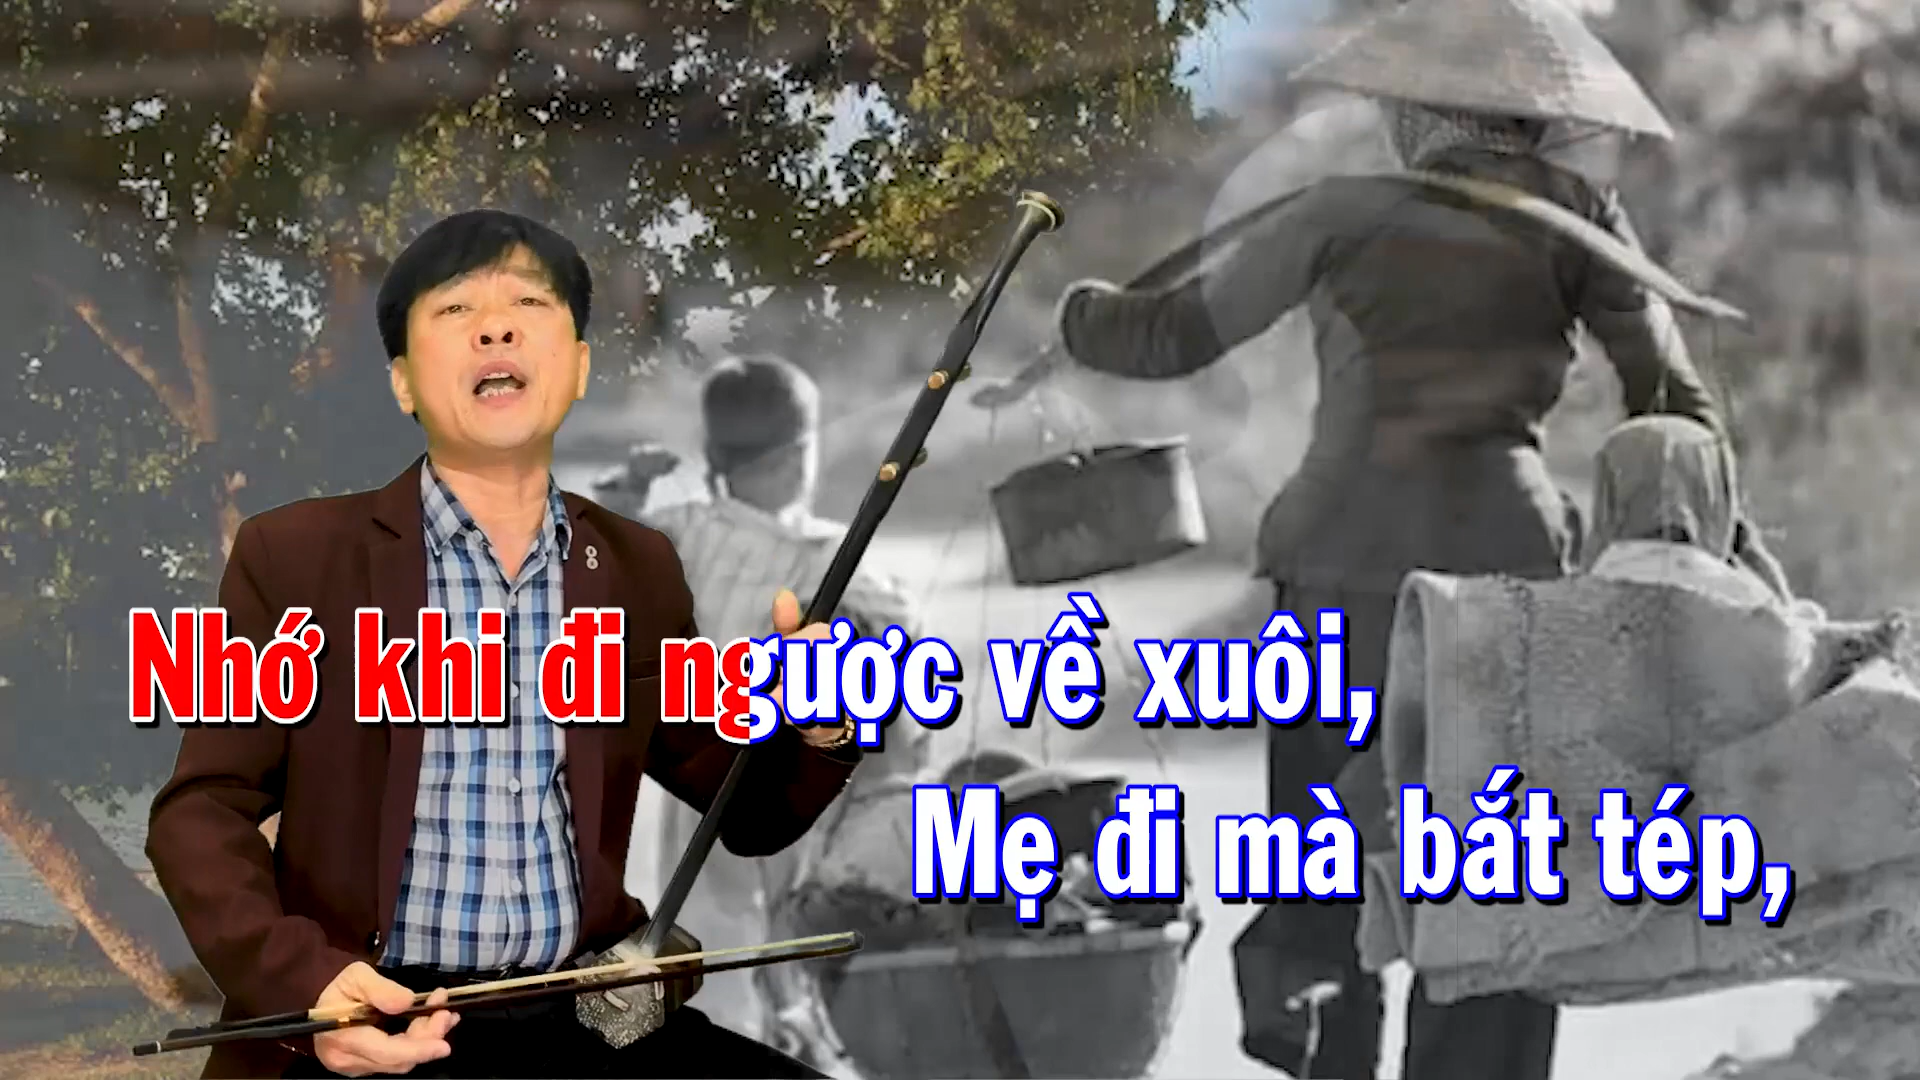 Nhớ khi đi ngược về xuôi,
Mẹ đi mà bắt tép,